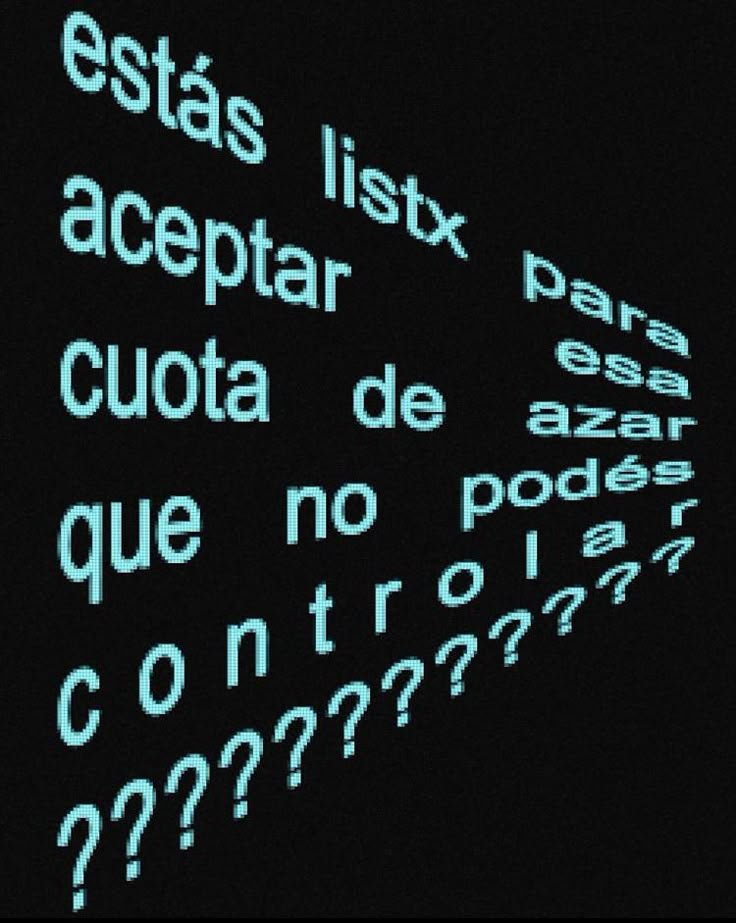 estás listx para
aceptar esa
cuota de azar
que no podés
controlar
????????????